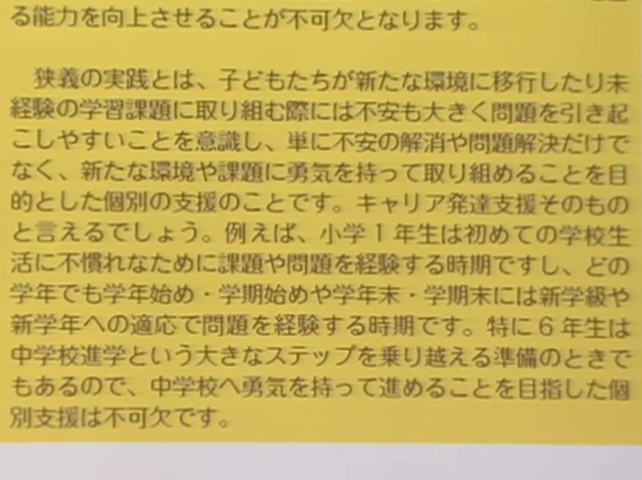 る能力を向上させることが不可欠となります。
狭義の実践とは、子どもたちが新たな環境に移行したり未
経験の学習課題に取り組む際には不安も大きく問題を引き起
こしやすいことを意識し、単に不安の解消や問題解決だけで
なく、新たな環境や課題に勇気を持って取り組めることを目
的とした個別の支援のことです。キャリア発達支援そのもの
と言えるでしょう。例えば、小学1年生は初めての学校生
活に不慣れなために課題や問題を経験する時期ですし、どの
学年でも学年始め・学期始めや学年末・学期末には新学級や
新学年への適応で問題を経験する時期です。特に6年生は
中学校進学という大きなステップを乗り越える準備のときで
もあるので、中学校へ勇気を持って進めることを目指した個
別支援は不可欠です。